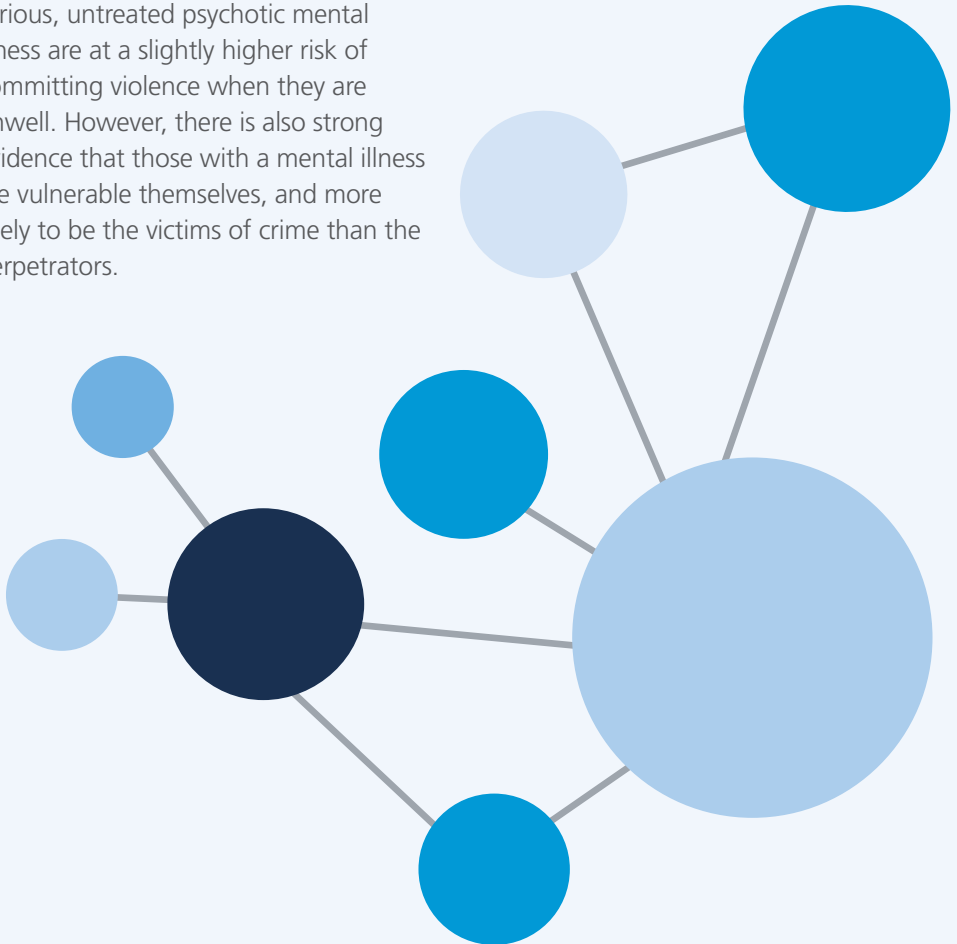 rious, untreated psychotic mental
ness are at a slightly higher risk of
mmitting violence when they are
nwell. However, there is also strong
idence that those with a mental illness
e vulnerable themselves, and more
ely to be the victims of crime than the
erpetrators.